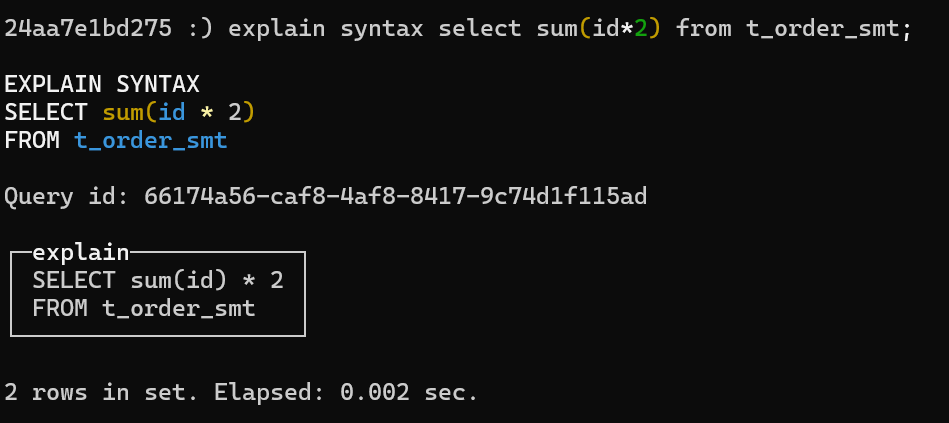 24aa7e1bd275 :) explain syntax select sum(id*2) from t_order_smt;
EXPLAIN SYNTAX
SELECT sum(id * 2)
FROM t_order_smt
Query id: 66174a56-caf8-4af8-8417-9c74d1f115ad
explain
SELECT sum(id) * 2
FROM t_order_smt
2 rows in set. Elapsed: 0.002 sec.